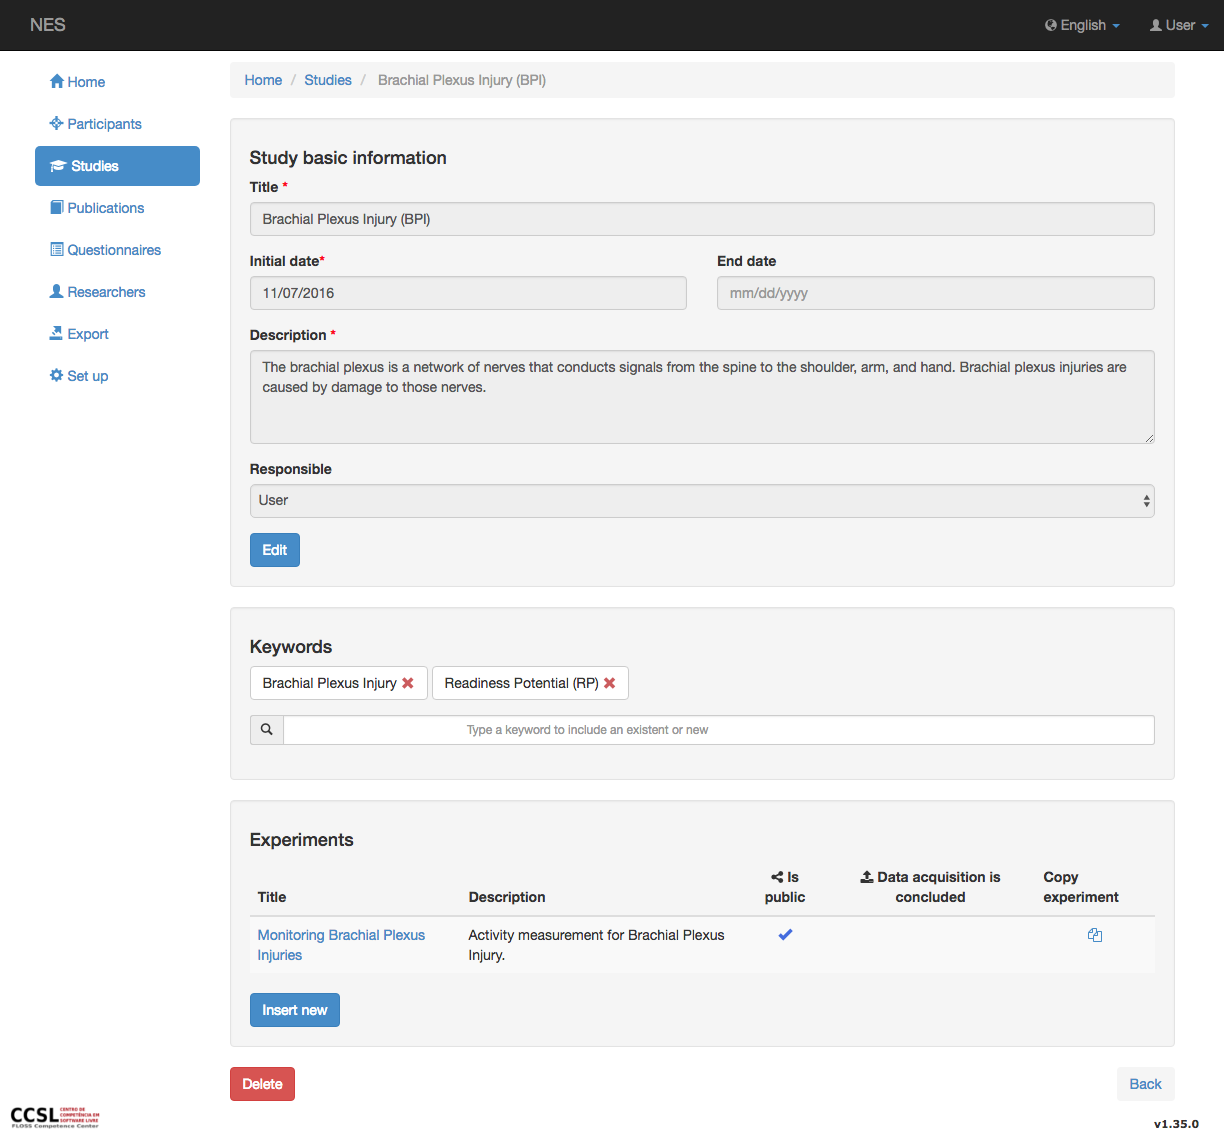 NES
English
User
Home
Participants
Studies
Publications
Questionnaires
Researchers
Export
Set up
Home / Studies / Brachial Plexus Injury (BPI)
Study basic information
Title *
Brachial Plexus Injury (BPI)
Initial date*
End date
11/07/2016
mm/dd/yyyy
Description *
The brachial plexus is a network of nerves that conducts signals from the spine to the shoulder, arm, and hand. Brachial plexus injuries are
caused by damage to those nerves.
Responsible
User
Edit
Keywords
Brachial Plexus Injury
Readiness Potential (RP)
Type a keyword to include an existent or new
Experiments
Title
Description
Is
public
Data acquisition is
concluded
Copy
experiment
Monitoring Brachial Plexus
Injuries
Activity measurement for Brachial Plexus
Injury.
Insert new
Delete
Back
CCSL
CENTRO DE
COMPETÊNCIA EM
SOFTWARE LIVRE
FLOSS Competence Center
v1.35.0